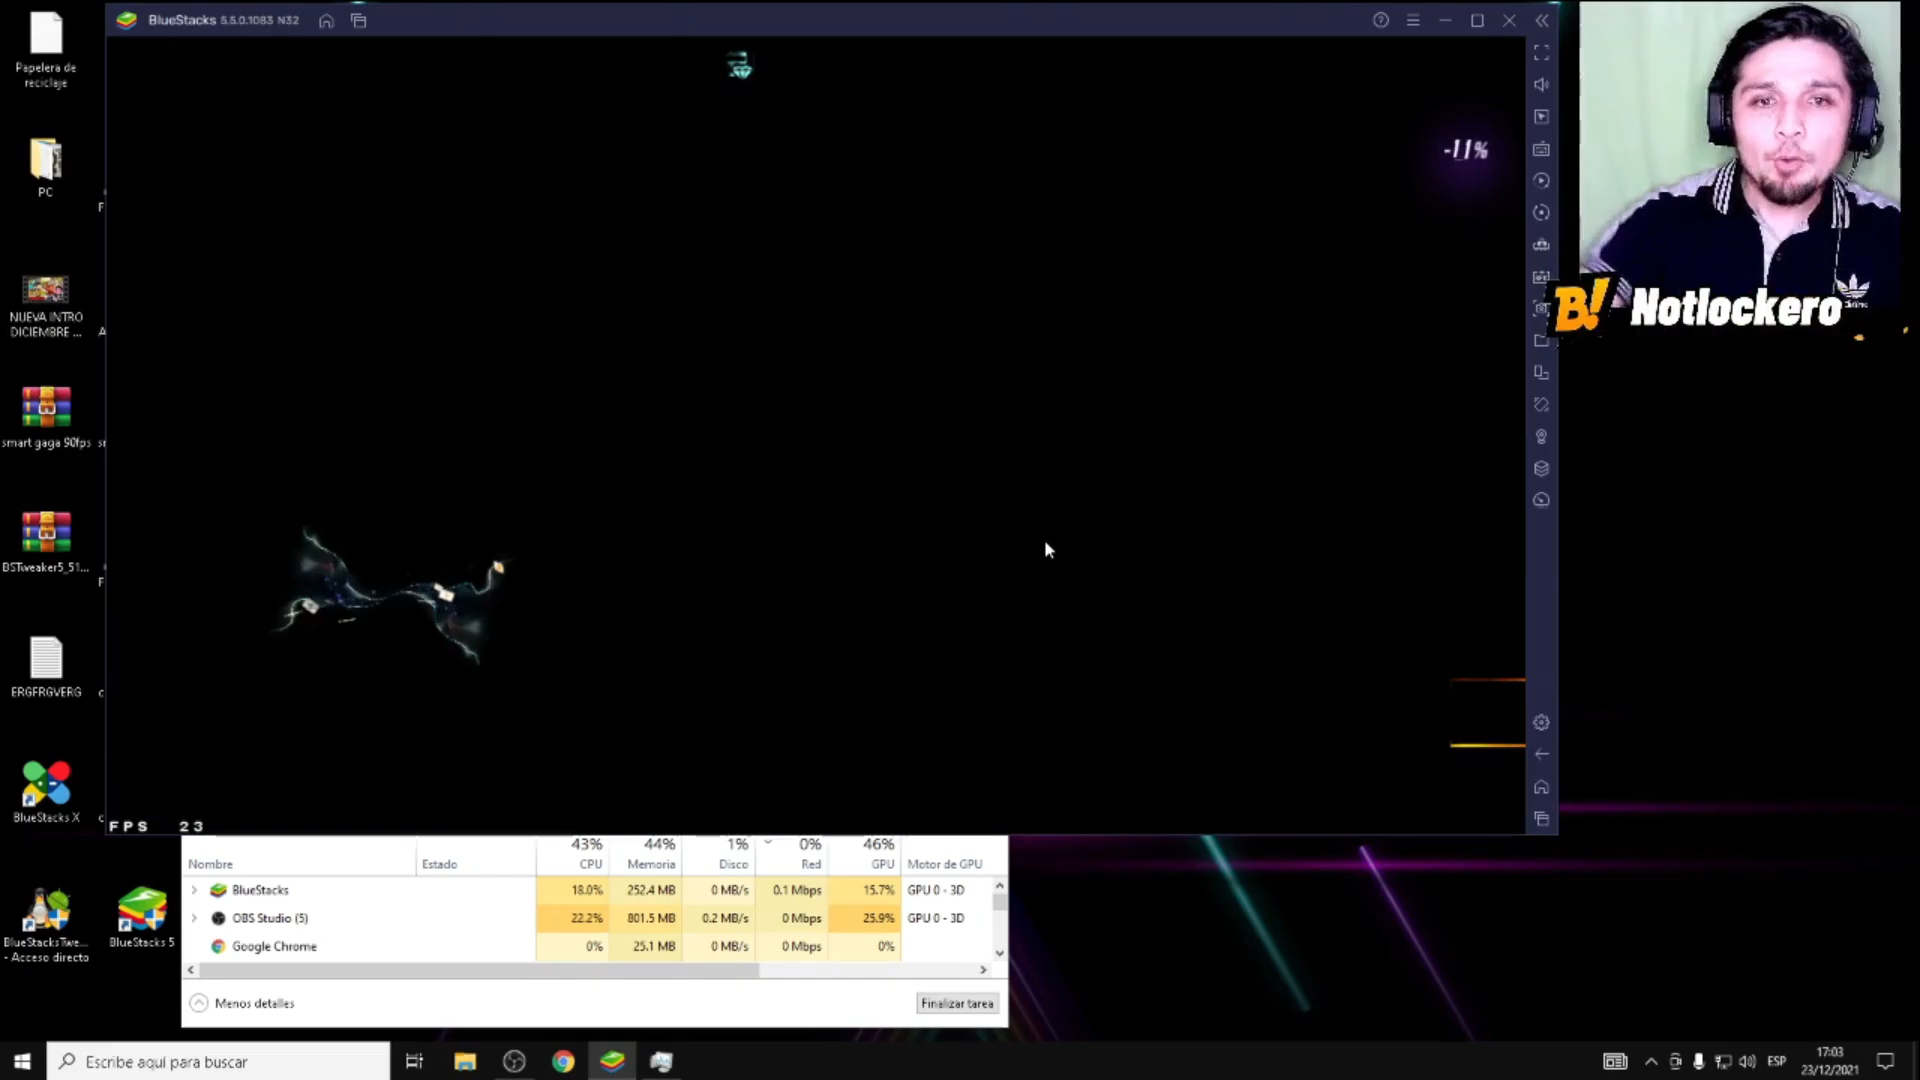 BlueStacks 5.5.0.1083 N32
Papelera de
reciclaje
PC
F
NUEVA INTRO
DICIEMBRE ...
A
smart gaga 90fps
sr
BSTweaker5_51...
F
ERGFRGVERG
c
BlueStacks X
c
BlueStacksTwe...
- Acceso directo
BlueStacks 5
-11%
B! Notlockero
FPS 23
43% 44% 1% 0% 46%
Nombre Estado CPU Memoria Disco Red GPU Motor de GPU
BlueStacks 18.0% 252.4 MB 0 MB/s 0.1 Mbps 15.7% GPU 0 - 3D
OBS Studio (5) 22.2% 801.5 MB 0.2 MB/s 0 Mbps 25.9% GPU 0 - 3D
Google Chrome 0% 25.1 MB 0 MB/s 0 Mbps 0%
Menos detalles
Finalizar tarea
Escribe aquí para buscar
ESP
17:03
23/12/2021